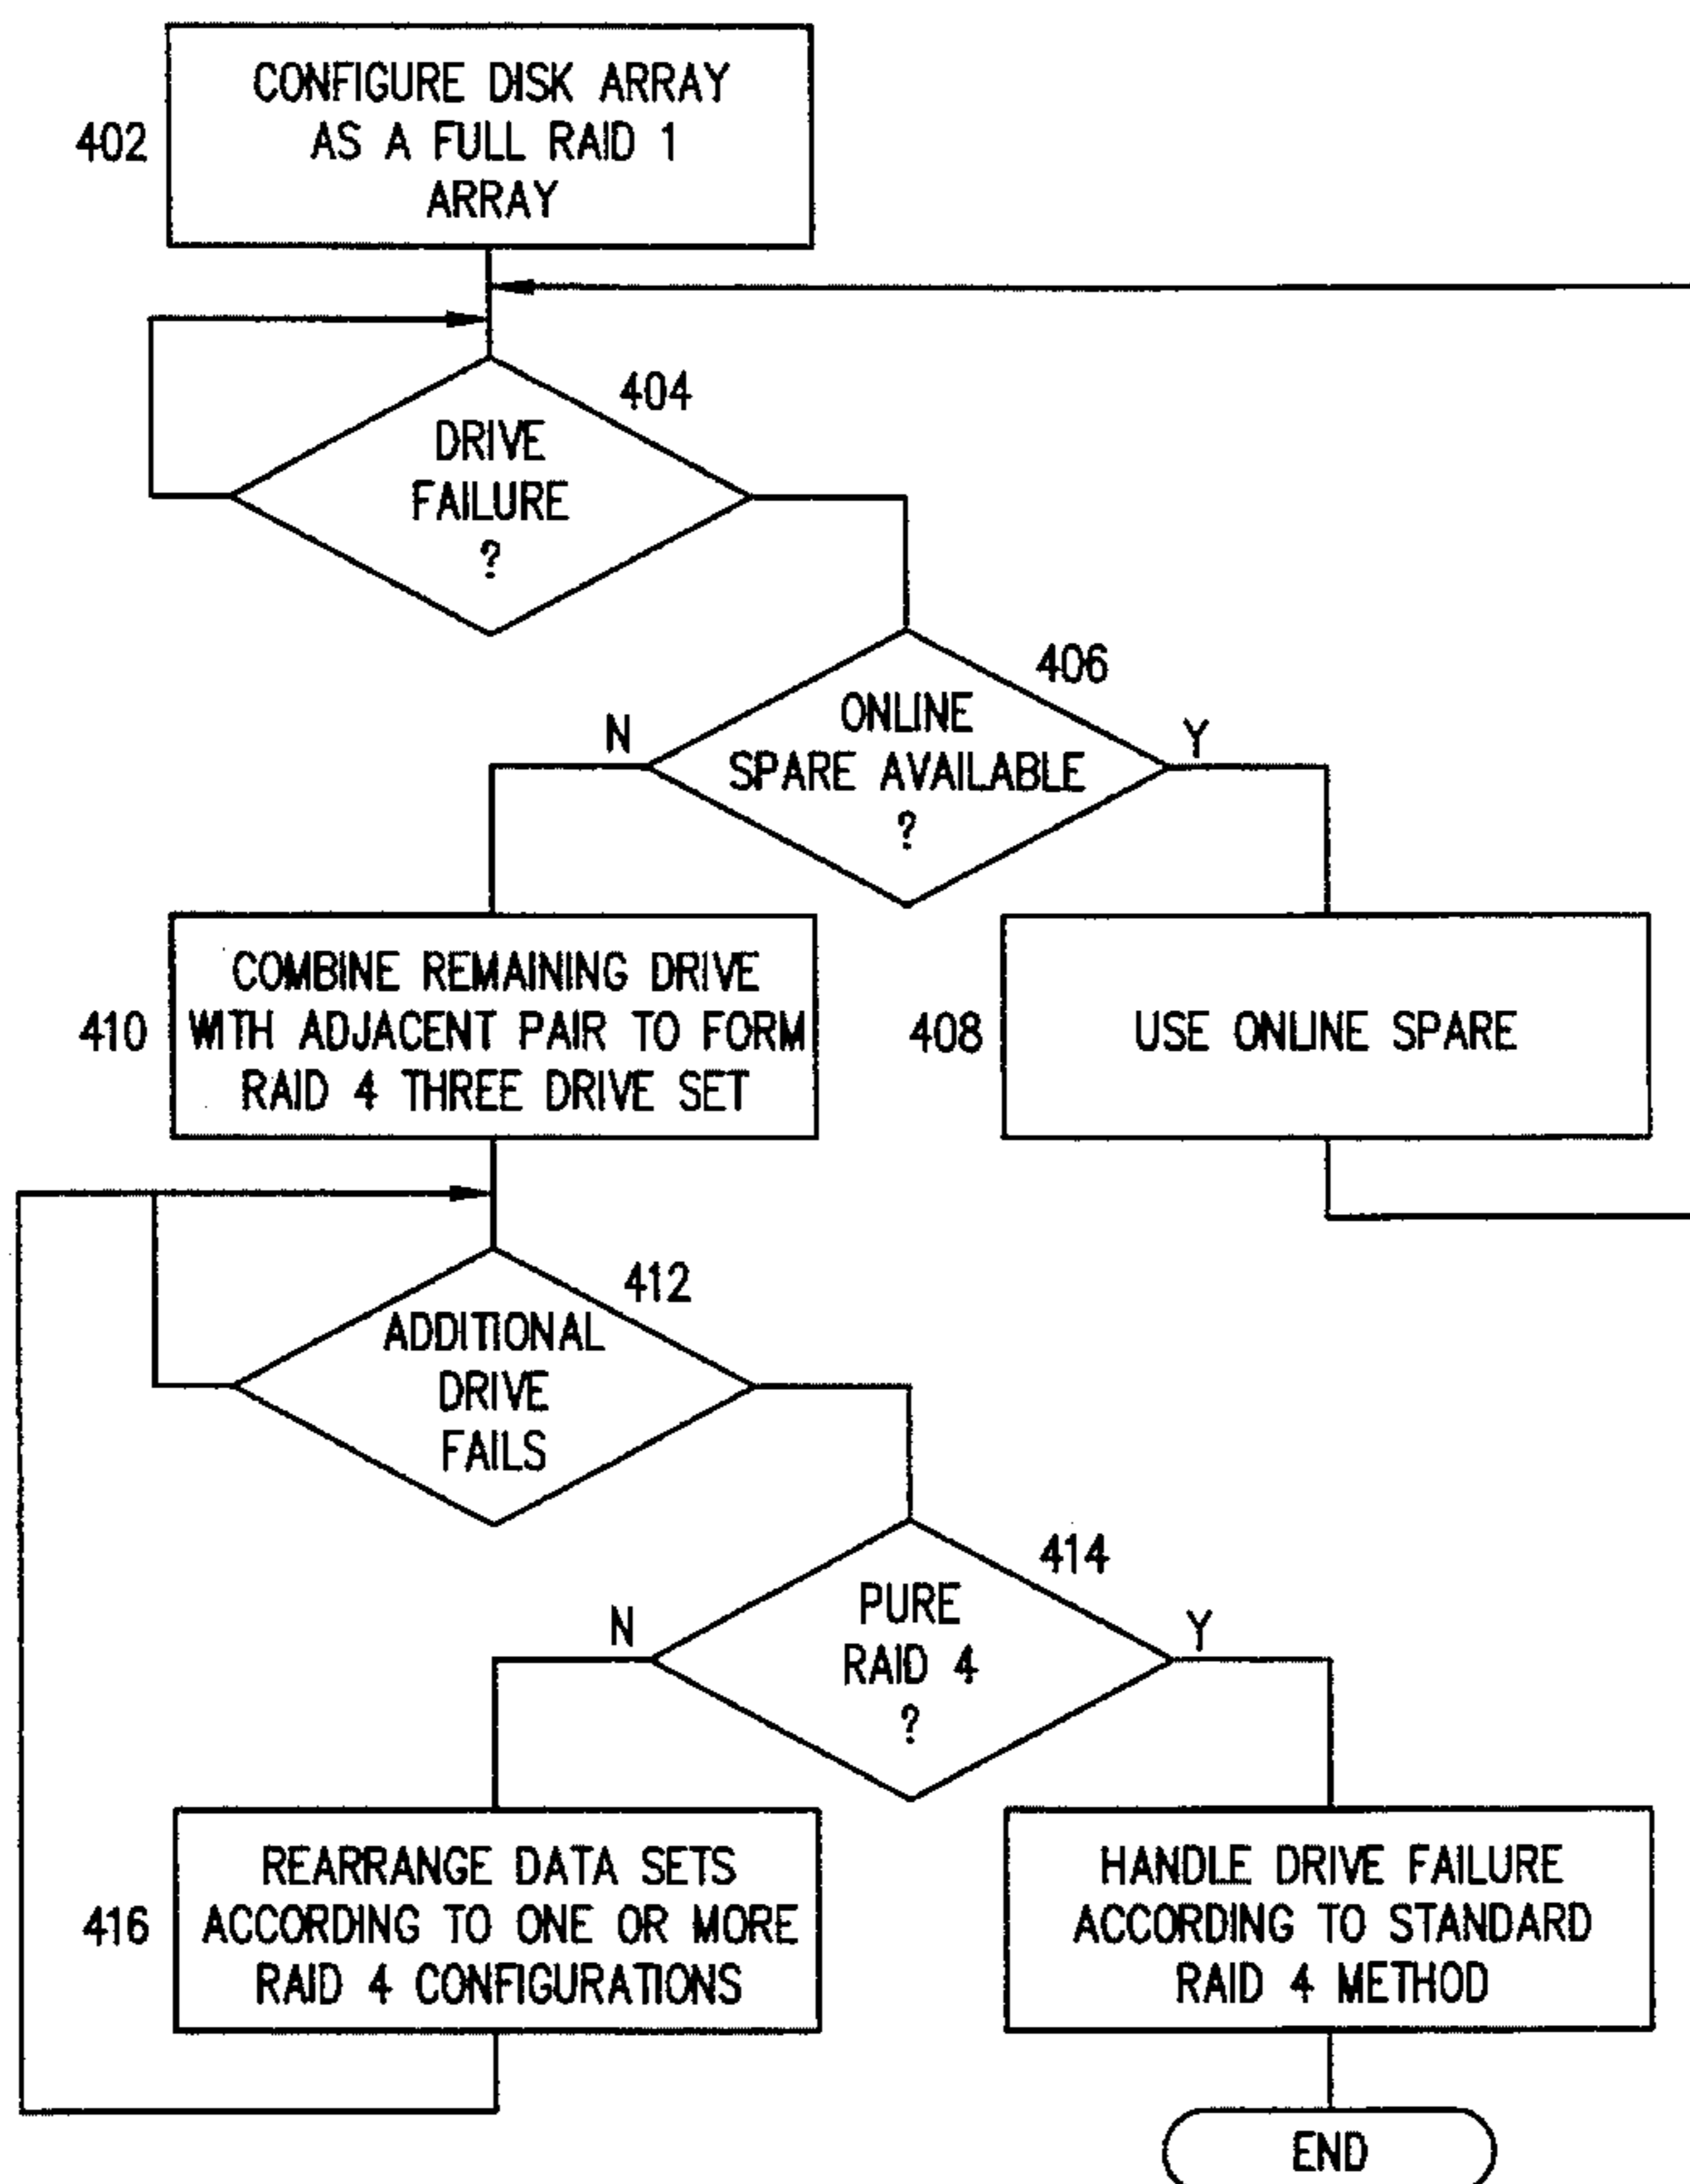 402
CONFIGURE DISK ARRAY
AS A FULL RAID 1
ARRAY
404
DRIVE
FAILURE
?
406
ONLINE
SPARE AVAILABLE
?
N
Y
410
COMBINE REMAINING DRIVE
WITH ADJACENT PAIR TO FORM
RAID 4 THREE DRIVE SET
408
USE ONLINE SPARE
412
ADDITIONAL
DRIVE
FAILS
414
PURE
RAID 4
?
N
Y
416
REARRANGE DATA SETS
ACCORDING TO ONE OR MORE
RAID 4 CONFIGURATIONS
HANDLE DRIVE FAILURE
ACCORDING TO STANDARD
RAID 4 METHOD
END